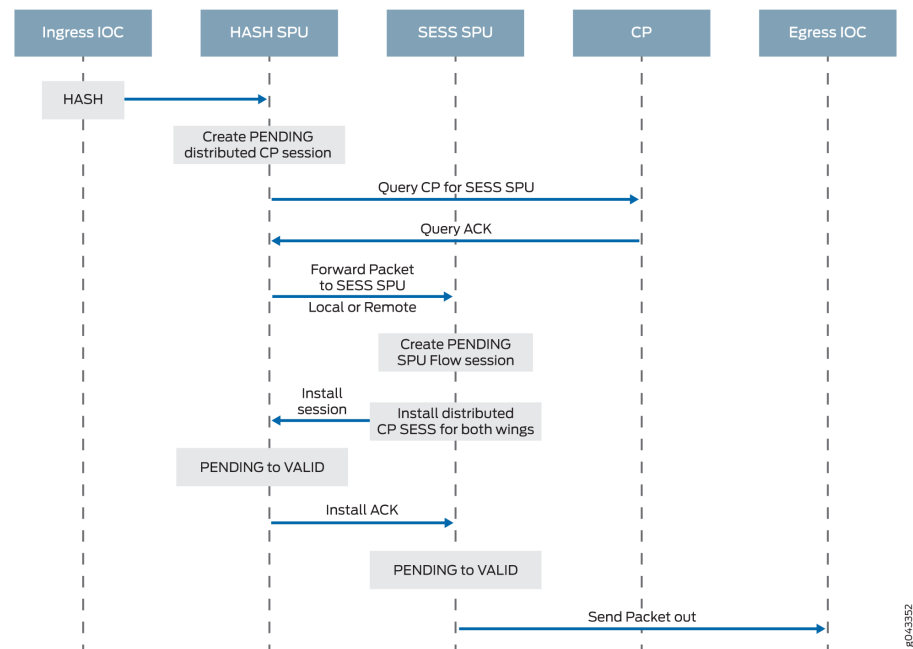 Ingress IOC
HASH SPU
SESS SPU
CP
Egress IOC
HASH
Create PENDING
distributed CP session
Query CP for SESS SPU
Query ACK
Forward Packet
to SESS SPU
Local or Remote
Create PENDING
SPU Flow session
Install
session
Install distributed
CP SESS for both wings
PENDING to VALID
Install ACK
PENDING to VALID
Send Packet out
g043352